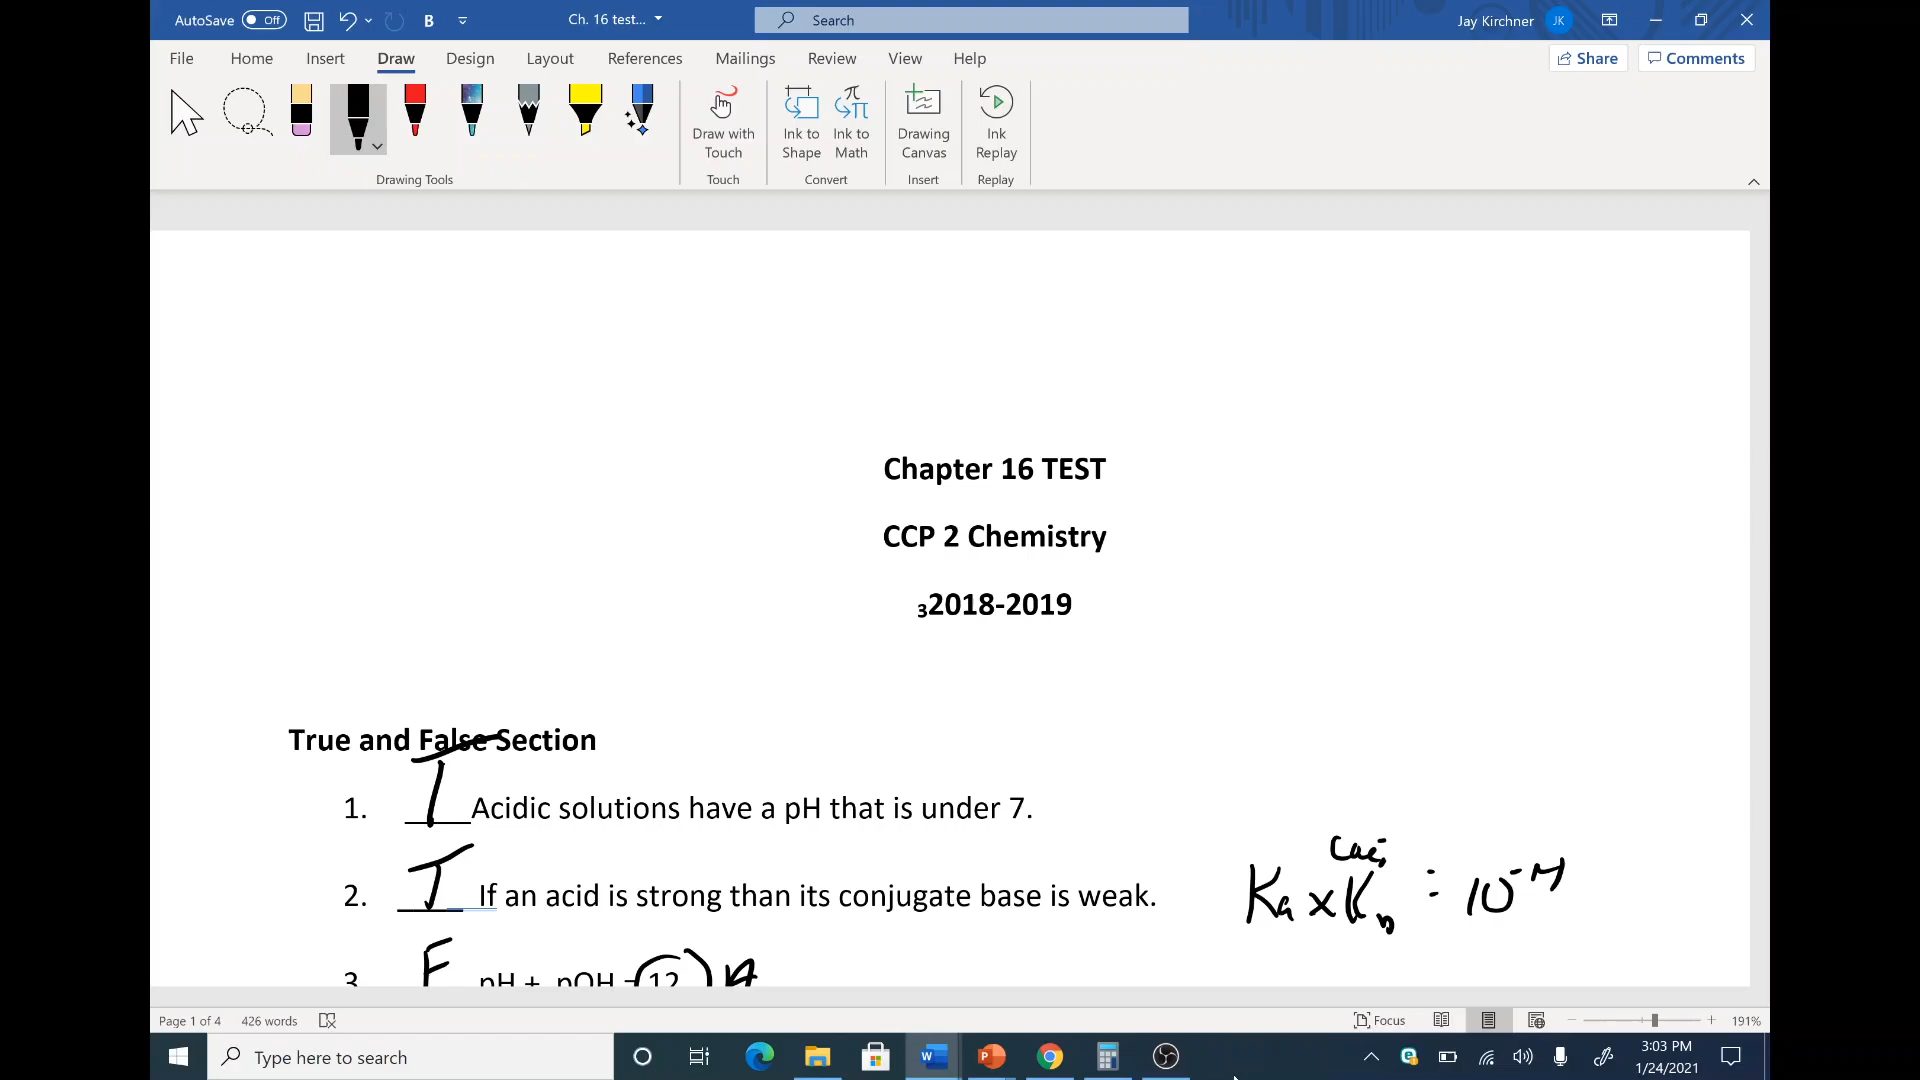 AutoSave Off B Ch. 16 test... Search Jay Kirchner JK
File Home Insert Draw Design Layout References Mailings Review View Help Share Comments
Draw with Touch Ink to Shape Ink to Math Drawing Canvas Ink Replay
Drawing Tools Touch Convert Insert Replay
Chapter 16 TEST
CCP 2 Chemistry
32018-2019
True and False Section
1. T Acidic solutions have a pH that is under 7.
2. T If an acid is strong than its conjugate base is weak. Ka x Kb = 10-14
3. F pH + pOH = 12
Page 1 of 4 426 words Focus 191%
Type here to search 3:03 PM
1/24/2021